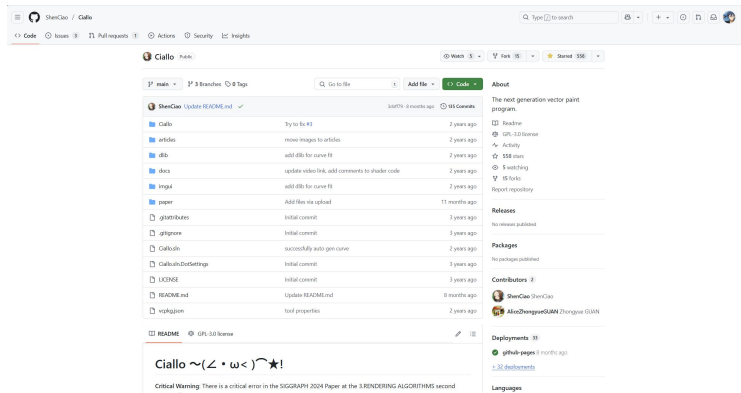 ShenCiao / Ciallo
Type / to search
Code Issues 3 Pull requests 1 Actions Security Insights
Ciallo Public
Watch 5 Fork 15 Starred 558
main 3 Branches 0 Tags Go to file t Add file Code
ShenCiao Update README.md 8 months ago 135 Commits
Ciallo Try to fix #3 2 years ago
articles move images to articles 2 years ago
dlib add dlib for curve fit 2 years ago
docs update video link. add comments to shader code 2 years ago
imgui add dlib for curve fit 2 years ago
paper Add files via upload 11 months ago
.gitattributes Initial commit 3 years ago
.gitignore Initial commit 3 years ago
Ciallo.sln successfully auto gen curve 2 years ago
Ciallo.sln.DotSettings Initial commit 3 years ago
LICENSE Initial commit 3 years ago
README.md Update README.md 8 months ago
vcpkg.json tool properties 2 years ago
README GPL-3.0 license
Ciallo ～(∠・ω< )⌒★!
Critical Warning: There is a critical error in the SIGGRAPH 2024 Paper at the 3.RENDERING ALGORITHMS second
About
The next generation vector paint
program.
Readme
GPL-3.0 license
Activity
558 stars
5 watching
15 forks
Report repository
Releases
No releases published
Packages
No packages published
Contributors 2
ShenCiao ShenCiao
AliceZhongyueGUAN Zhongyue GUAN
Deployments 33
github-pages 8 months ago
+ 32 deployments
Languages